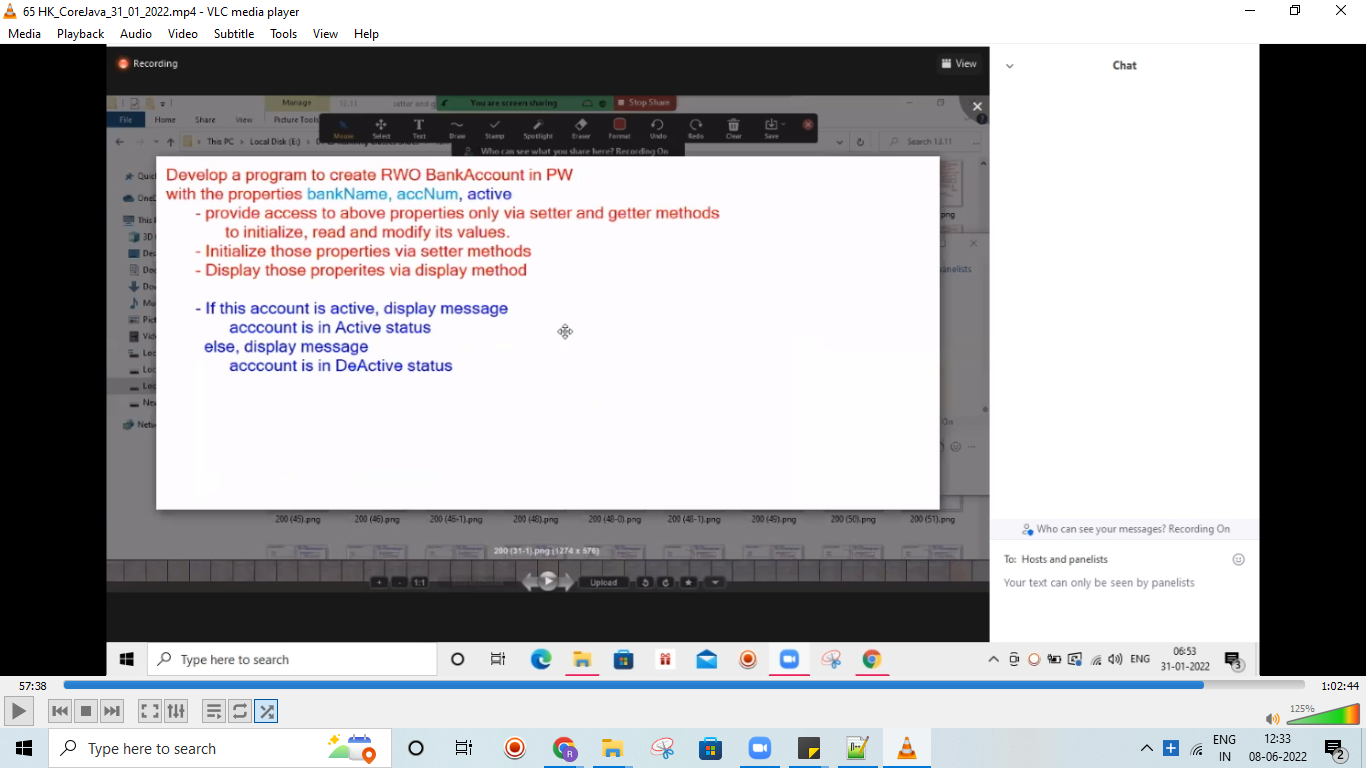 65 HK_CoreJava_31_01_2022.mp4 - VLC media player
Media Playback Audio Video Subtitle Tools View Help
Recording
View
Chat
Manage 13.11 You are screen sharing Stop Share
File Home Share View Picture Tools
Mouse Select Text Draw Stamp Spotlight Eraser Format Undo Redo Clear Save
This PC Local Disk (E:) Search 13.11
Who can see what you share here? Recording On
Develop a program to create RWO BankAccount in PW
with the properties bankName, accNum, active
- provide access to above properties only via setter and getter methods
to initialize, read and modify its values.
- Initialize those properties via setter methods
- Display those properites via display method
- If this account is active, display message
acccount is in Active status
else, display message
acccount is in DeActive status
200 (45).png 200 (46).png 200 (46-1).png 200 (48).png 200 (48-0).png 200 (48-1).png 200 (49).png 200 (50).png 200 (51).png
200 (31-1).png (1274 x 576)
+ - 1:1 Upload
Who can see your messages? Recording On
To: Hosts and panelists
Your text can only be seen by panelists
Type here to search
ENG
06:53
31-01-2022
3
57:38
1:02:44
125%
Type here to search
ENG
IN
12:33
08-06-2022
2